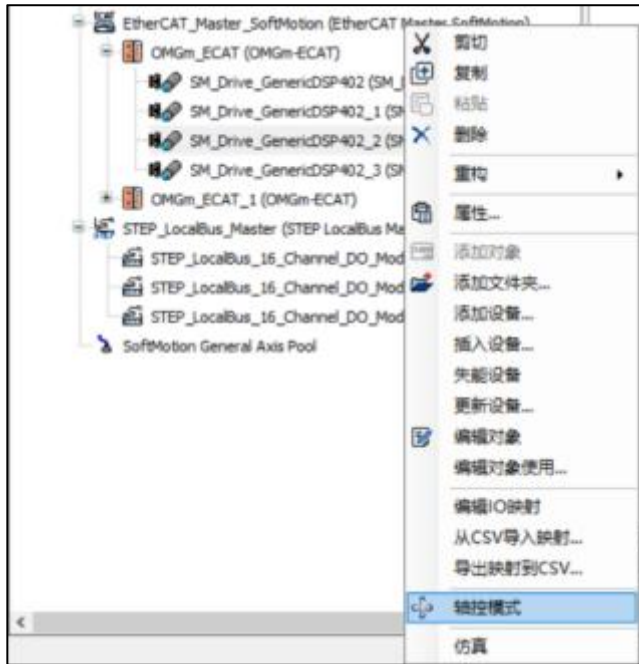 EtherCAT_Master_SoftMotion (EtherCAT Master SoftMotion)
OMGm_ECAT (OMGm-ECAT)
SM_Drive_GenericDSP402 (SM_
SM_Drive_GenericDSP402_1 (SM
SM_Drive_GenericDSP402_2 (SM
SM_Drive_GenericDSP402_3 (SM
OMGm_ECAT_1 (OMGm-ECAT)
STEP_LocalBus_Master (STEP LocalBus Ma
STEP_LocalBus_16_Channel_DO_Mod
STEP_LocalBus_16_Channel_DO_Mod
STEP_LocalBus_16_Channel_DO_Mod
SoftMotion General Axis Pool
剪切
复制
粘贴
删除
重构
属性...
添加对象
添加文件夹...
添加设备...
插入设备...
失能设备
更新设备...
编辑对象
编辑对象使用...
编辑IO映射
从CSV导入映射...
导出映射到CSV...
轴控模式
仿真